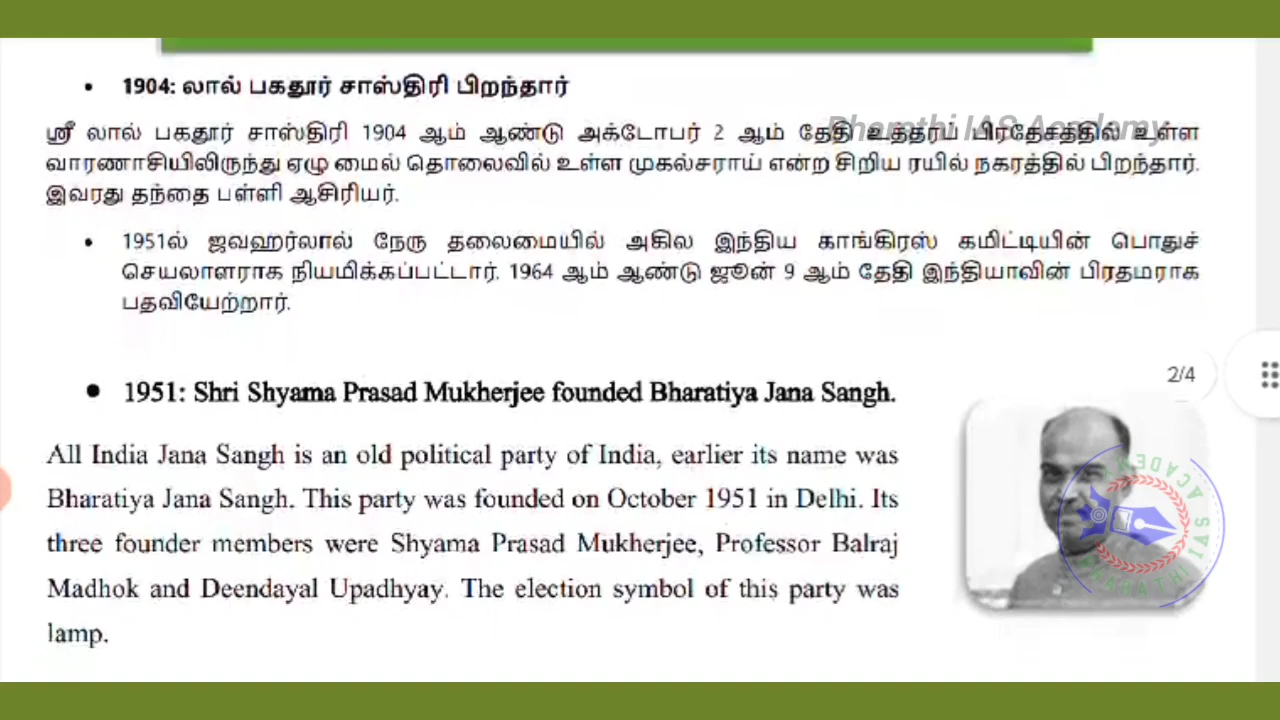 • 1904: லால் பகதூர் சாஸ்திரி பிறந்தார்
Bharathi IAS Academy
ஸ்ரீ லால் பகதூர் சாஸ்திரி 1904 ஆம் ஆண்டு அக்டோபர் 2 ஆம் தேதி உத்தரப் பிரதேசத்தில் உள்ள
வாரணாசியிலிருந்து ஏழு மைல் தொலைவில் உள்ள முகல்சராய் என்ற சிறிய ரயில் நகரத்தில் பிறந்தார்.
இவரது தந்தை பள்ளி ஆசிரியர்.
• 1951ல் ஜவஹர்லால் நேரு தலைமையில் அகில இந்திய காங்கிரஸ் கமிட்டியின் பொதுச்
செயலாளராக நியமிக்கப்பட்டார். 1964 ஆம் ஆண்டு ஜூன் 9 ஆம் தேதி இந்தியாவின் பிரதமராக
பதவியேற்றார்.
2/4
• 1951: Shri Shyama Prasad Mukherjee founded Bharatiya Jana Sangh.
All India Jana Sangh is an old political party of India, earlier its name was
Bharatiya Jana Sangh. This party was founded on October 1951 in Delhi. Its
three founder members were Shyama Prasad Mukherjee, Professor Balraj
Madhok and Deendayal Upadhyay. The election symbol of this party was
lamp.
BHARATHI IAS ACADEMY